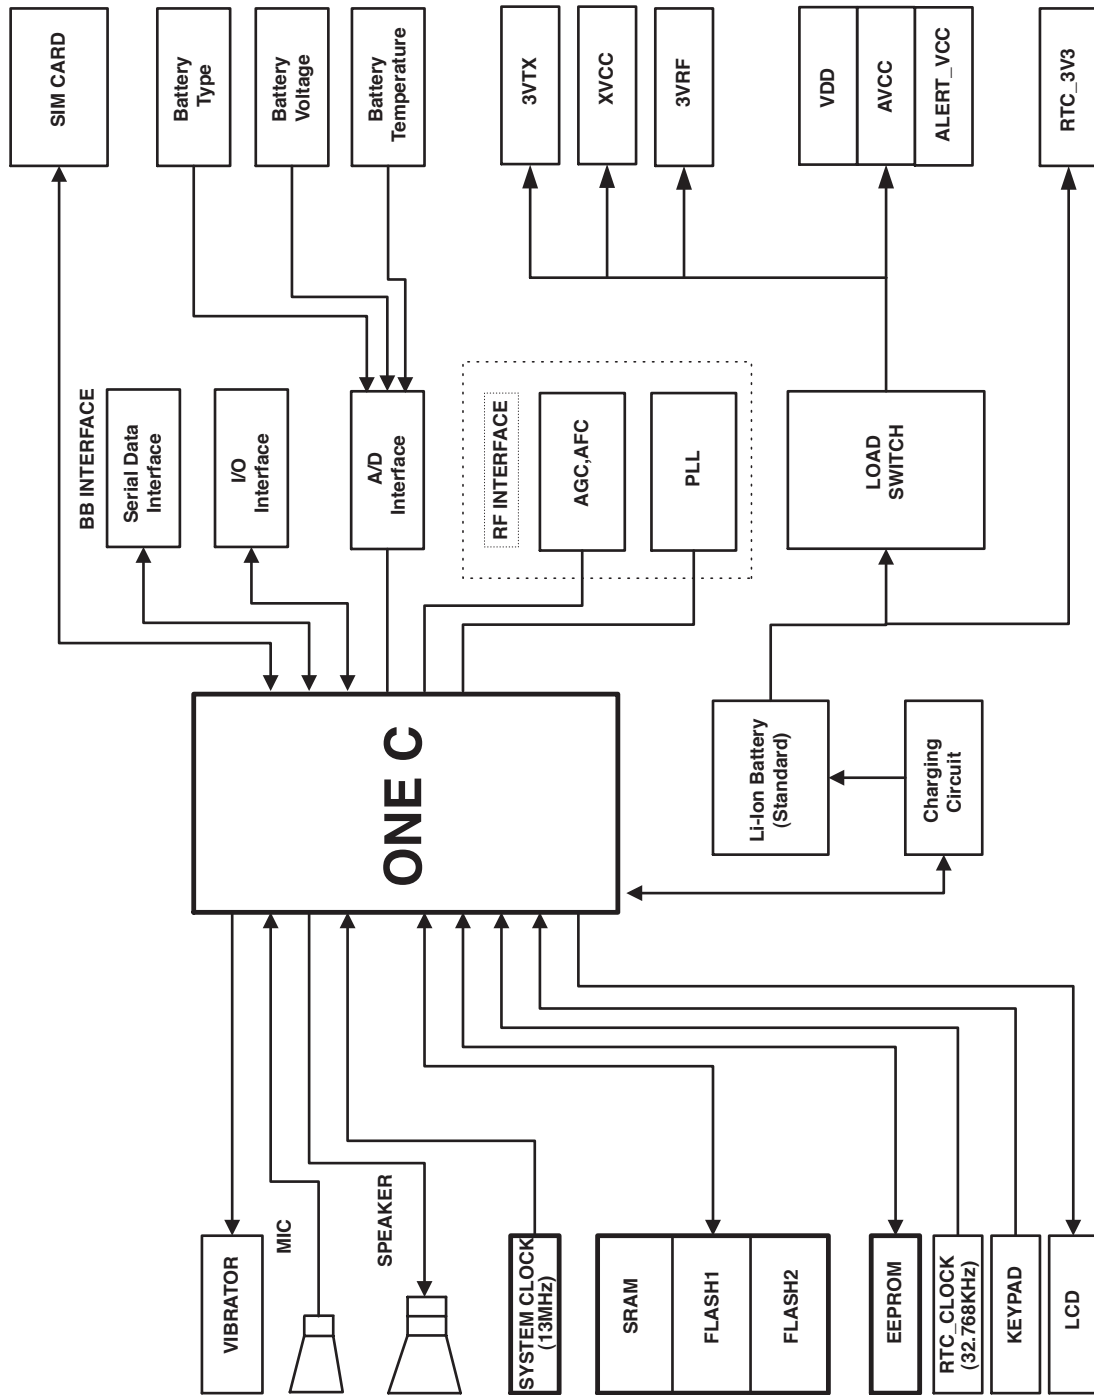 VIBRATOR
MIC
SPEAKER
SYSTEM CLOCK
(13MHz)
SRAM
FLASH1
FLASH2
EEPROM
RTC_CLOCK
(32.768KHz)
KEYPAD
LCD
ONE C
Li-Ion Battery
(Standard)
Charging
Circuit
BB INTERFACE
Serial Data
Interface
I/O
Interface
A/D
Interface
RF INTERFACE
AGC,AFC
PLL
LOAD
SWITCH
SIM CARD
Battery
Type
Battery
Voltage
Battery
Temperature
3VTX
XVCC
3VRF
VDD
AVCC
ALERT_VCC
RTC_3V3